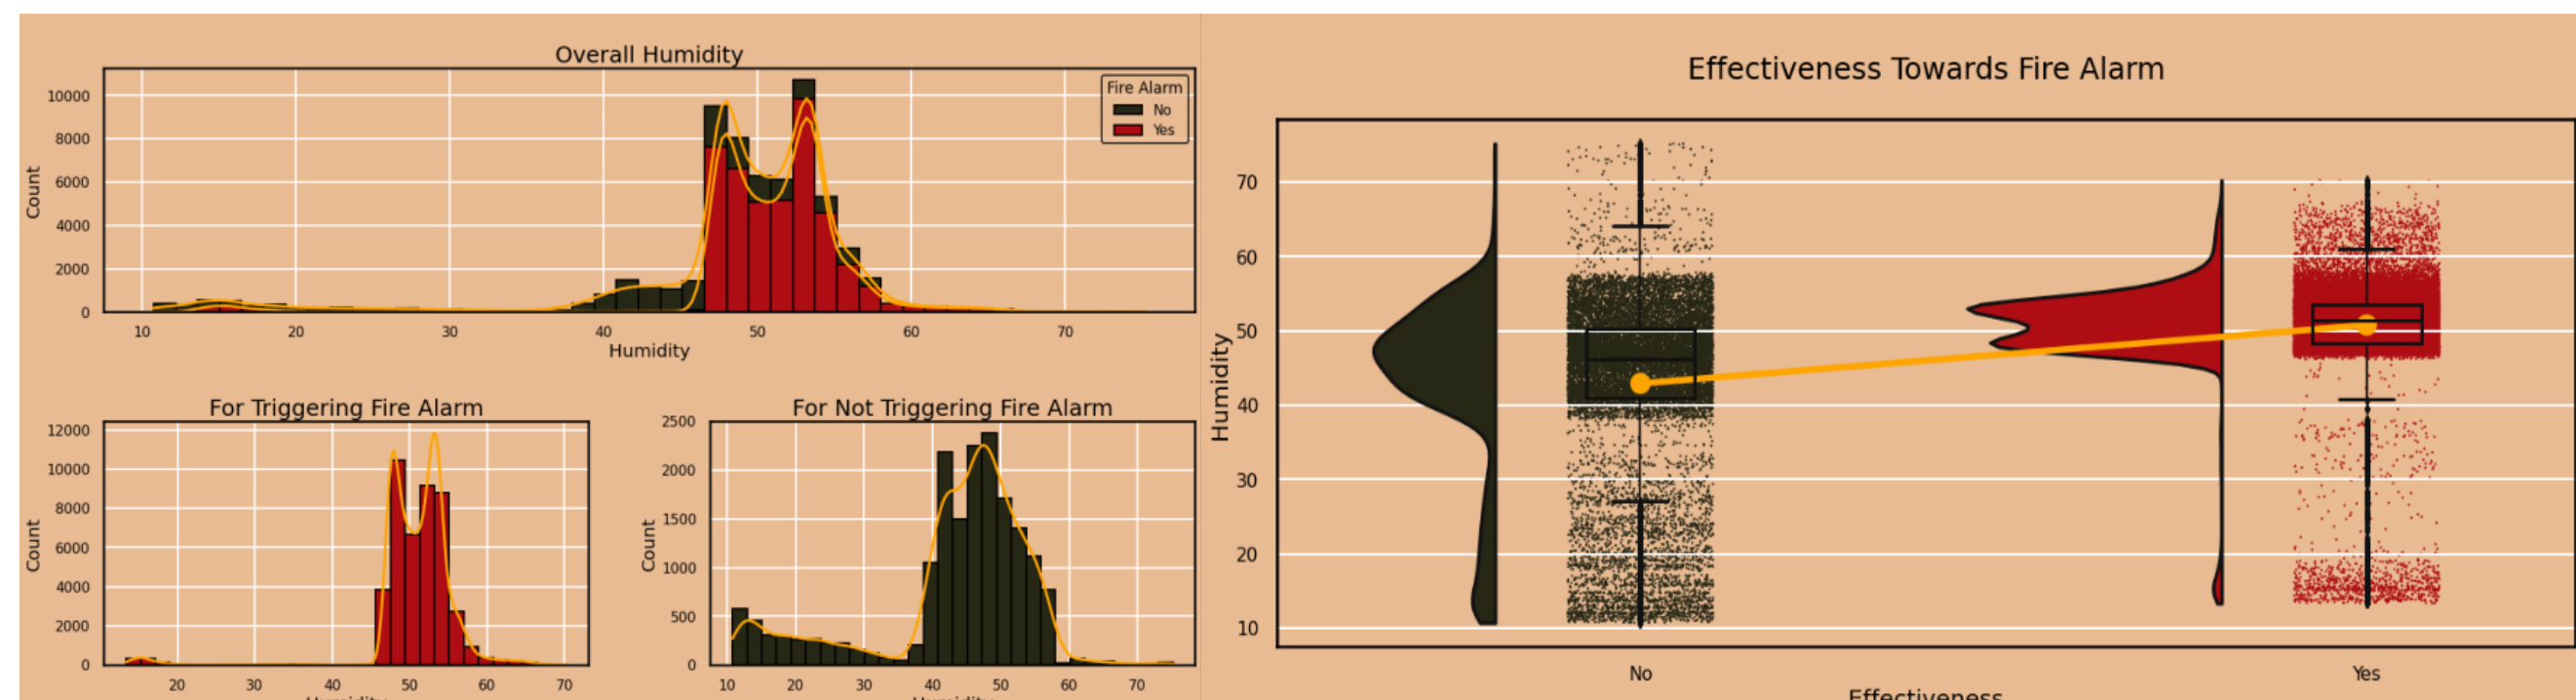 Overall Humidity
Count
10000
8000
6000
4000
2000
0
Fire Alarm
No
Yes
10 20 30 40 50 60 70
Humidity
For Triggering Fire Alarm
Count
12000
10000
8000
6000
4000
2000
0
20 30 40 50 60 70
Humidity
For Not Triggering Fire Alarm
Count
2500
2000
1500
1000
500
0
10 20 30 40 50 60 70
Humidity
Effectiveness Towards Fire Alarm
Humidity
70
60
50
40
30
20
10
No Yes
Effectiveness